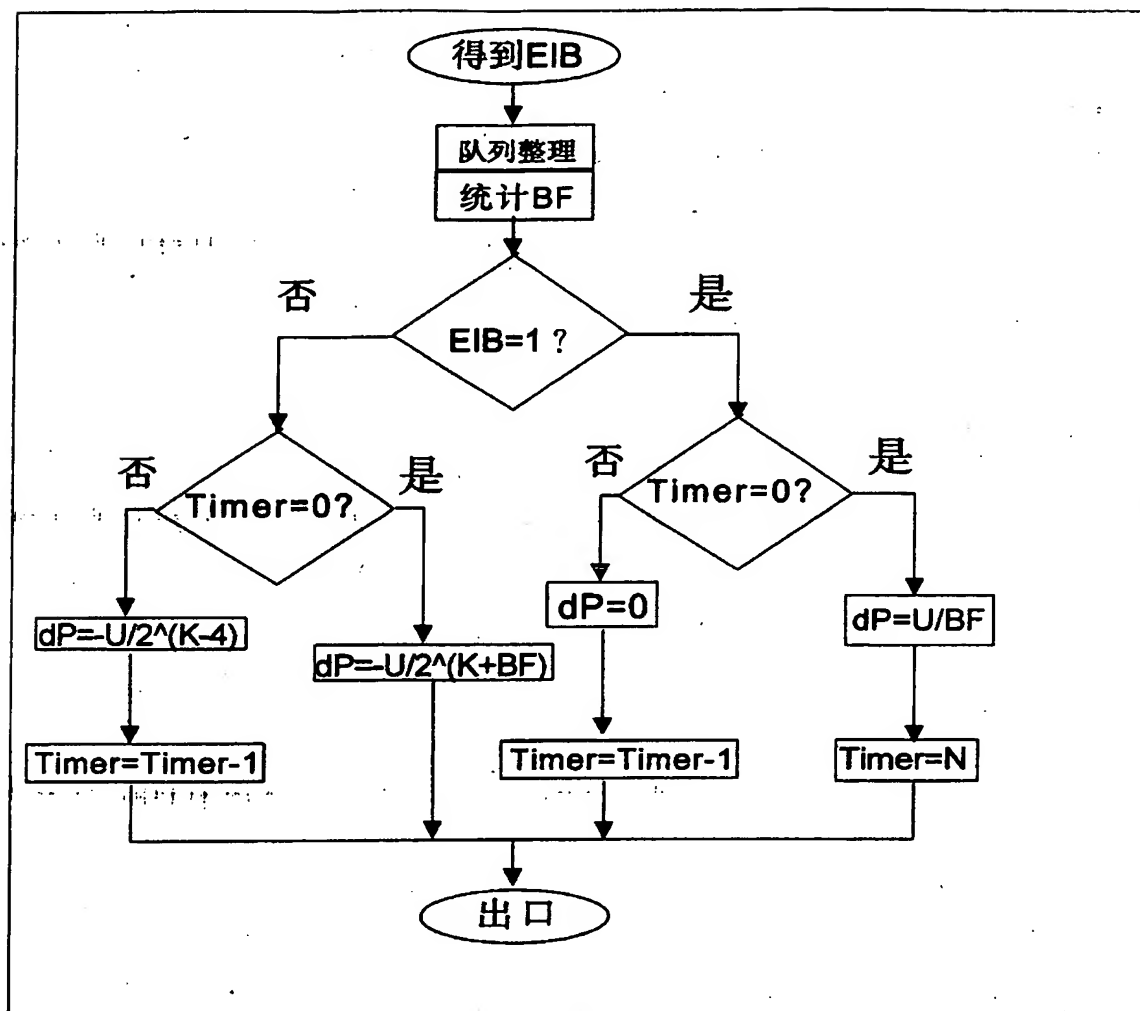 得到EIB
队列整理
统计BF
否
是
EIB=1？
否
是
Timer=0?
否
是
Timer=0?
dP=-U/2^(K-4)
dP=-U/2^(K+BF)
dP=0
dP=U/BF
Timer=Timer-1
Timer=Timer-1
Timer=N
出口